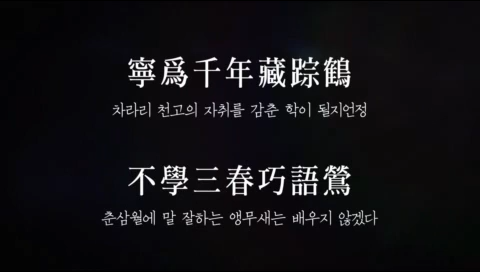 寧爲千年藏踪鶴
차라리 천고의 자취를 감춘 학이 될지언정
不學三春巧語鶯
춘삼월에 말 잘하는 앵무새는 배우지 않겠다